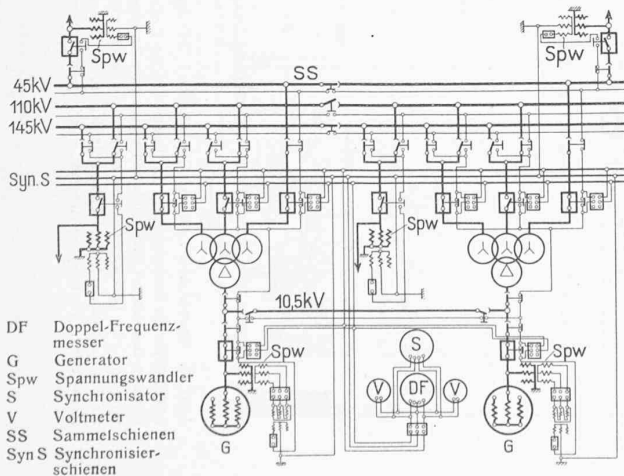 Spw
Spw
SS
45kV
110kV
145kV
Syn.S
Spw
Spw
10,5kV
DF Doppel-Frequenz-
messer
G Generator
Spw Spannungswandler
S Synchronisator
V Voltmeter
SS Sammelschienen
Syn S Synchronisier-
schienen
Spw
Spw
S
V
DF
V
G
G